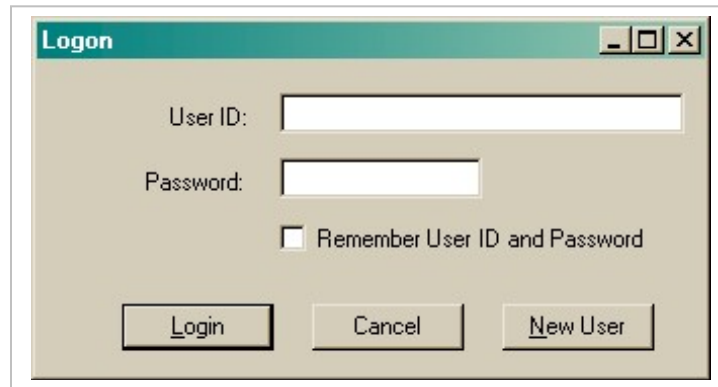 Logon
User ID:
Password:
Remember User ID and Password
Login Cancel New User